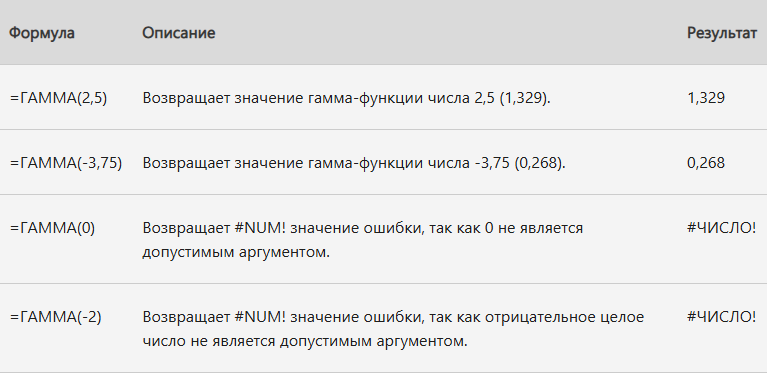 Формула Описание Результат
=ГАММА(2,5) Возвращает значение гамма-функции числа 2,5 (1,329). 1,329
=ГАММА(-3,75) Возвращает значение гамма-функции числа -3,75 (0,268). 0,268
=ГАММА(0) Возвращает #NUM! значение ошибки, так как 0 не является #ЧИСЛО!
допустимым аргументом.
=ГАММА(-2) Возвращает #NUM! значение ошибки, так как отрицательное целое #ЧИСЛО!
число не является допустимым аргументом.